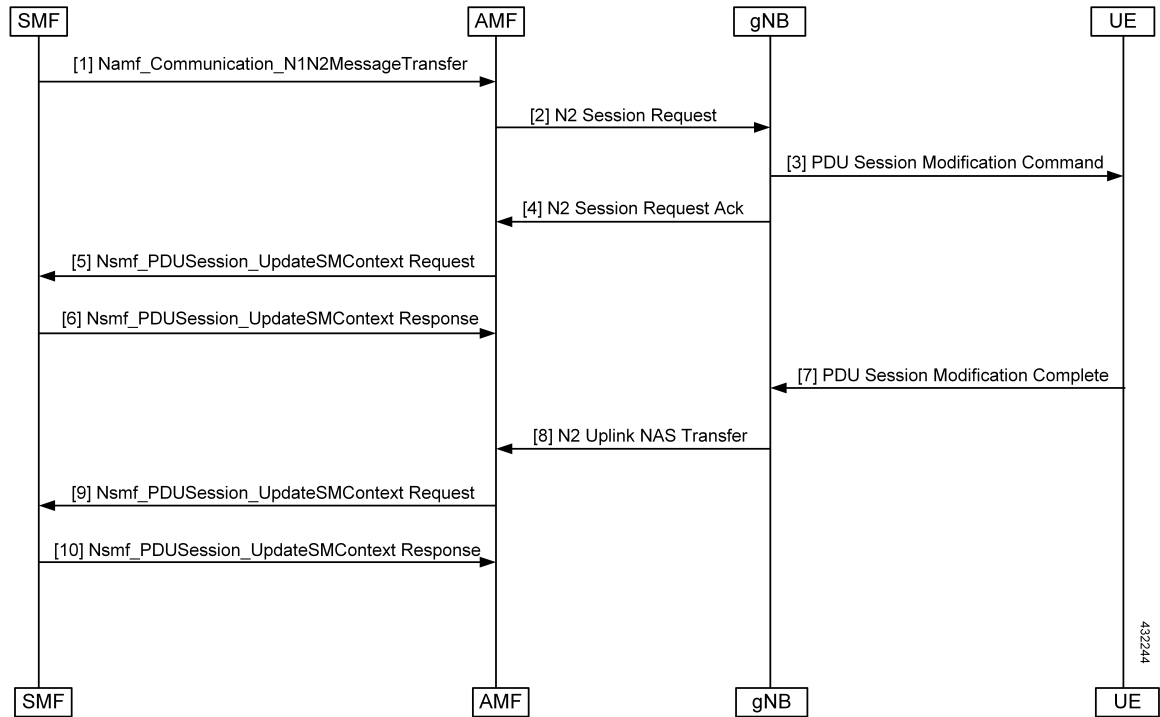 SMF
AMF
gNB
UE
[1] Namf_Communication_N1N2MessageTransfer
[2] N2 Session Request
[3] PDU Session Modification Command
[4] N2 Session Request Ack
[5] Nsmf_PDUSession_UpdateSMContext Request
[6] Nsmf_PDUSession_UpdateSMContext Response
[7] PDU Session Modification Complete
[8] N2 Uplink NAS Transfer
[9] Nsmf_PDUSession_UpdateSMContext Request
[10] Nsmf_PDUSession_UpdateSMContext Response
432244
SMF
AMF
gNB
UE